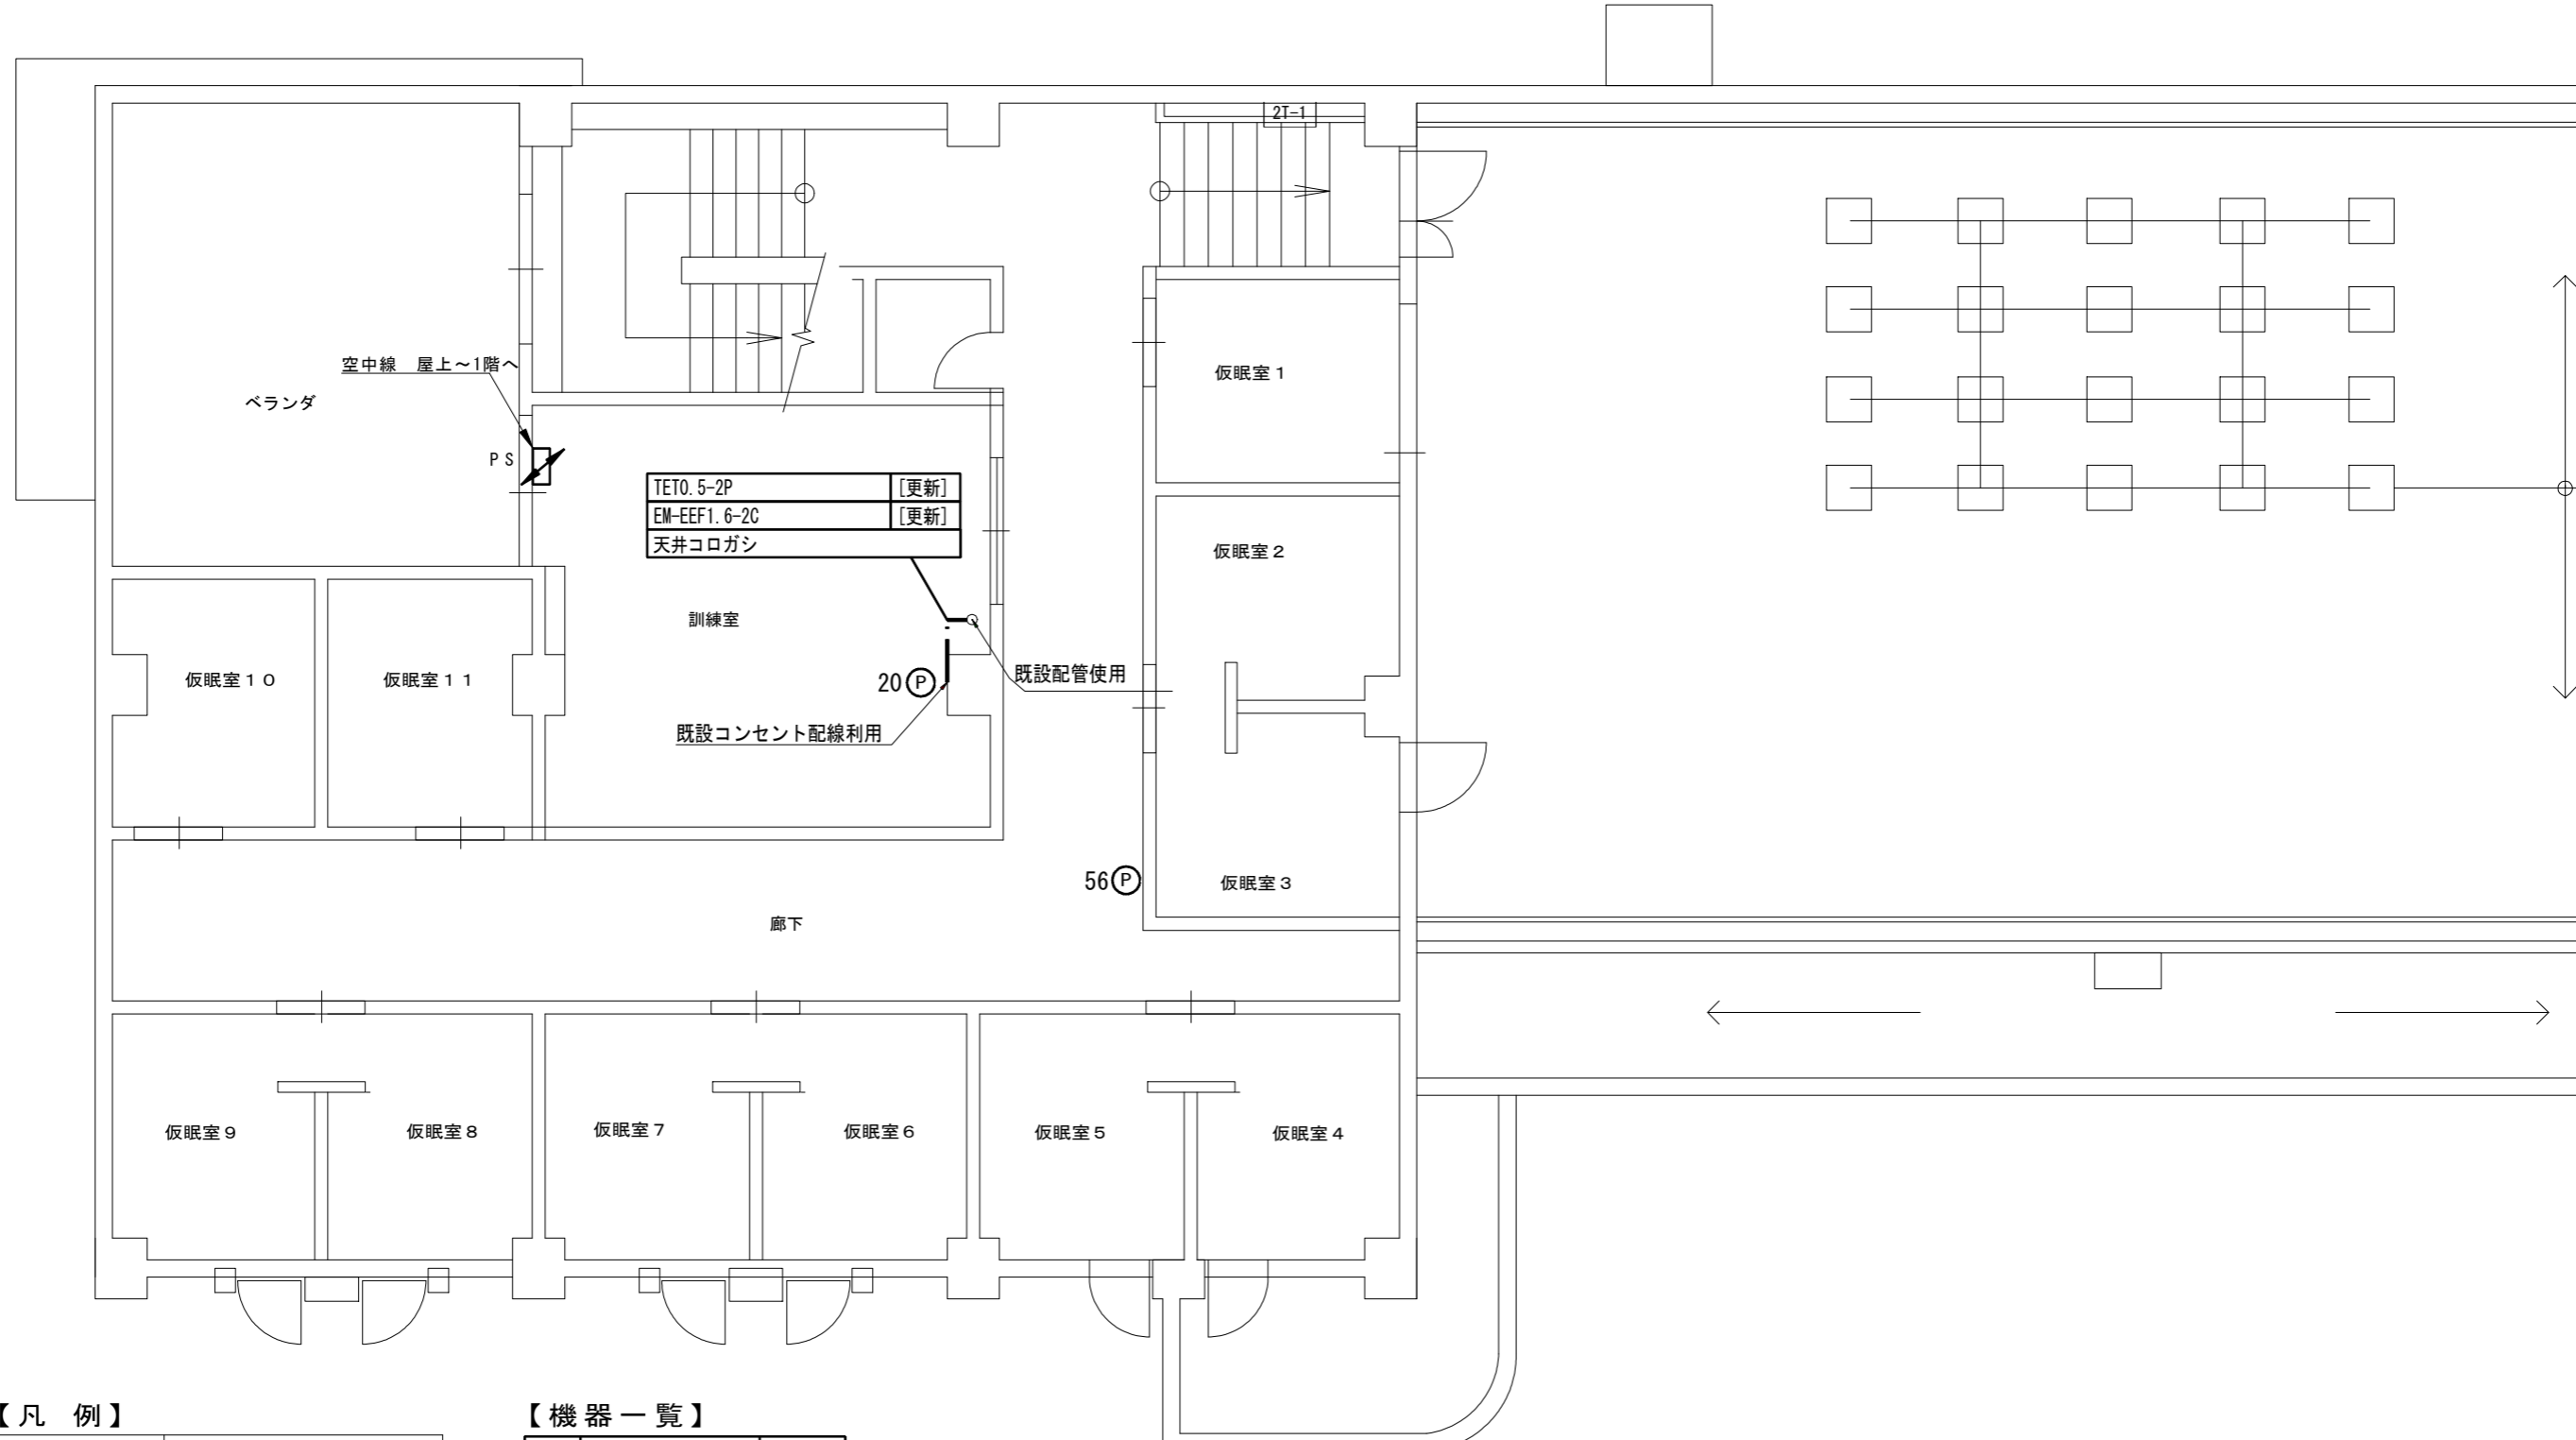 2T-1
空中線 屋上～1階へ
仮眠室１
ベランダ
PS
TET0.5-2P [更新]
EM-EEF1.6-2C [更新]
天井コロガシ
仮眠室２
訓練室
仮眠室１０
仮眠室１１
20 P
既設配管使用
既設コンセント配線利用
56 P
仮眠室３
廊下
仮眠室９
仮眠室８
仮眠室７
仮眠室６
仮眠室５
仮眠室４
【凡 例】
【機器一覧】